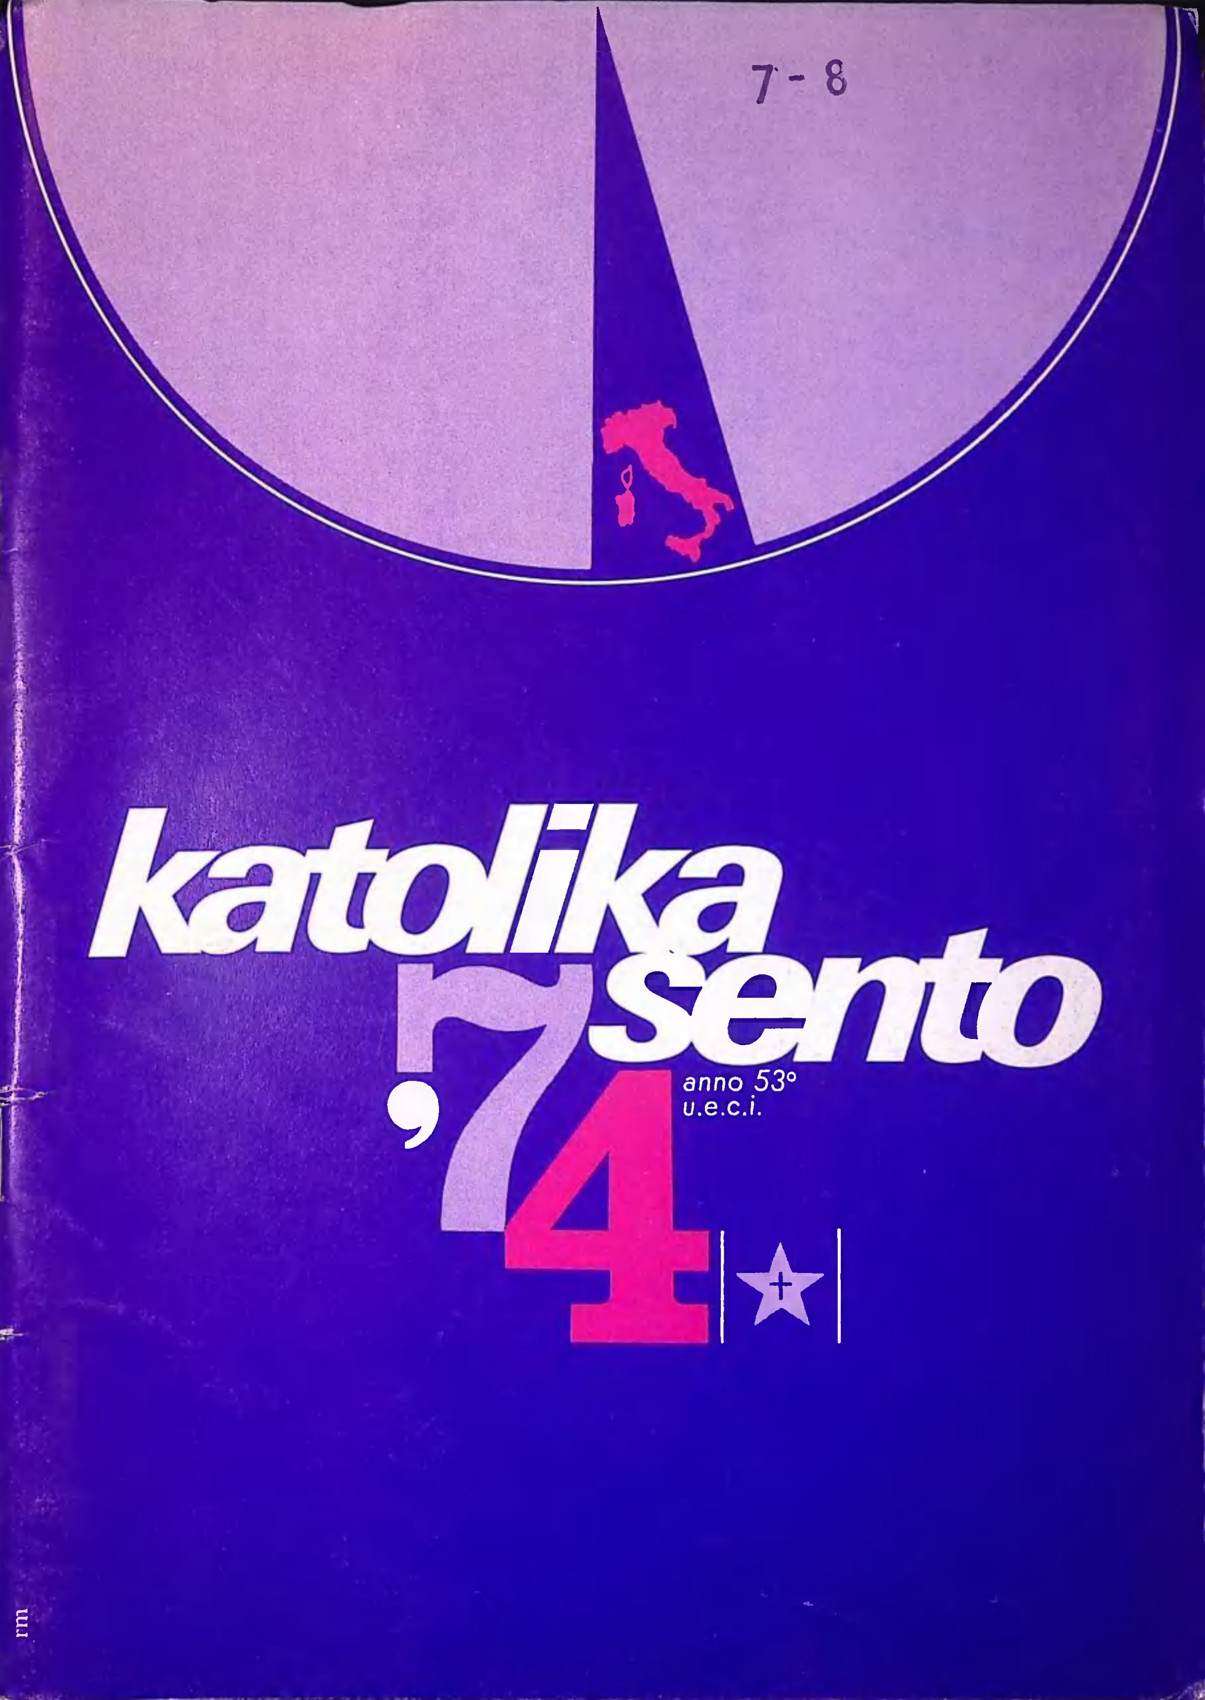 7 - 8
katolika
sento
'74
anno 53°
u.e.c.i.
rm